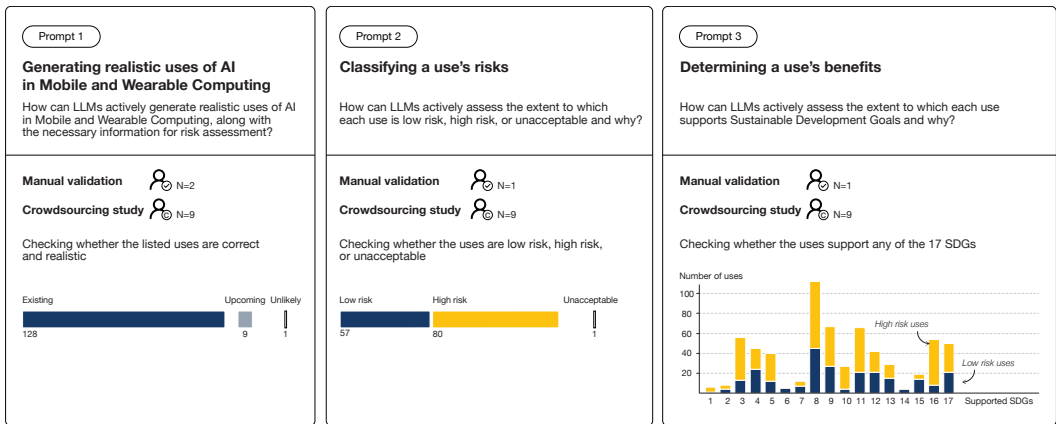 Prompt 1
Generating realistic uses of AI
in Mobile and Wearable Computing
How can LLMs actively generate realistic uses of AI
in Mobile and Wearable Computing, along with
the necessary information for risk assessment?
Manual validation N=2
Crowdsourcing study N=9
Checking whether the listed uses are correct
and realistic
Existing Upcoming Unlikely
128 9 1
Prompt 2
Classifying a use's risks
How can LLMs actively assess the extent to which
each use is low risk, high risk, or unacceptable and why?
Manual validation N=1
Crowdsourcing study N=9
Checking whether the uses are low risk, high risk,
or unacceptable
Low risk High risk Unacceptable
57 80 1
Prompt 3
Determining a use's benefits
How can LLMs actively assess the extent to which each use
supports Sustainable Development Goals and why?
Manual validation N=1
Crowdsourcing study N=9
Checking whether the uses support any of the 17 SDGs
Number of uses
100
80
60
High risk uses
40
Low risk uses
20
1 2 3 4 5 6 7 8 9 10 11 12 13 14 15 16 17 Supported SDGs